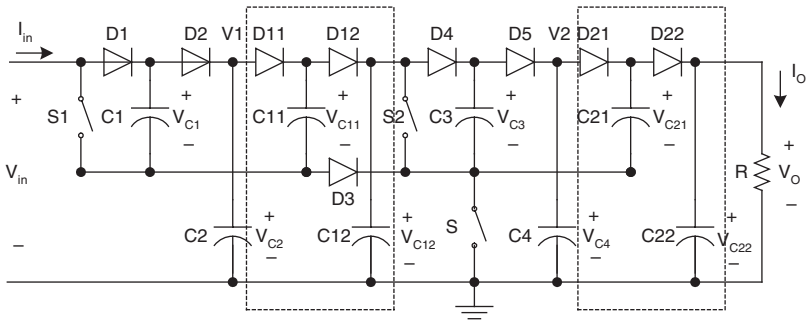 I_in D1 D2 V1 D11 D12 D4 D5 V2 D21 D22 I_O
+ + + + + +
S1 C1 V_C1 C11 V_C11 S2 C3 V_C3 C21 V_C21
− − − −
V_in D3 R V_O
+ + + +
C2 V_C2 C12 V_C12 S C4 V_C4 C22 V_C22
− − − − − −